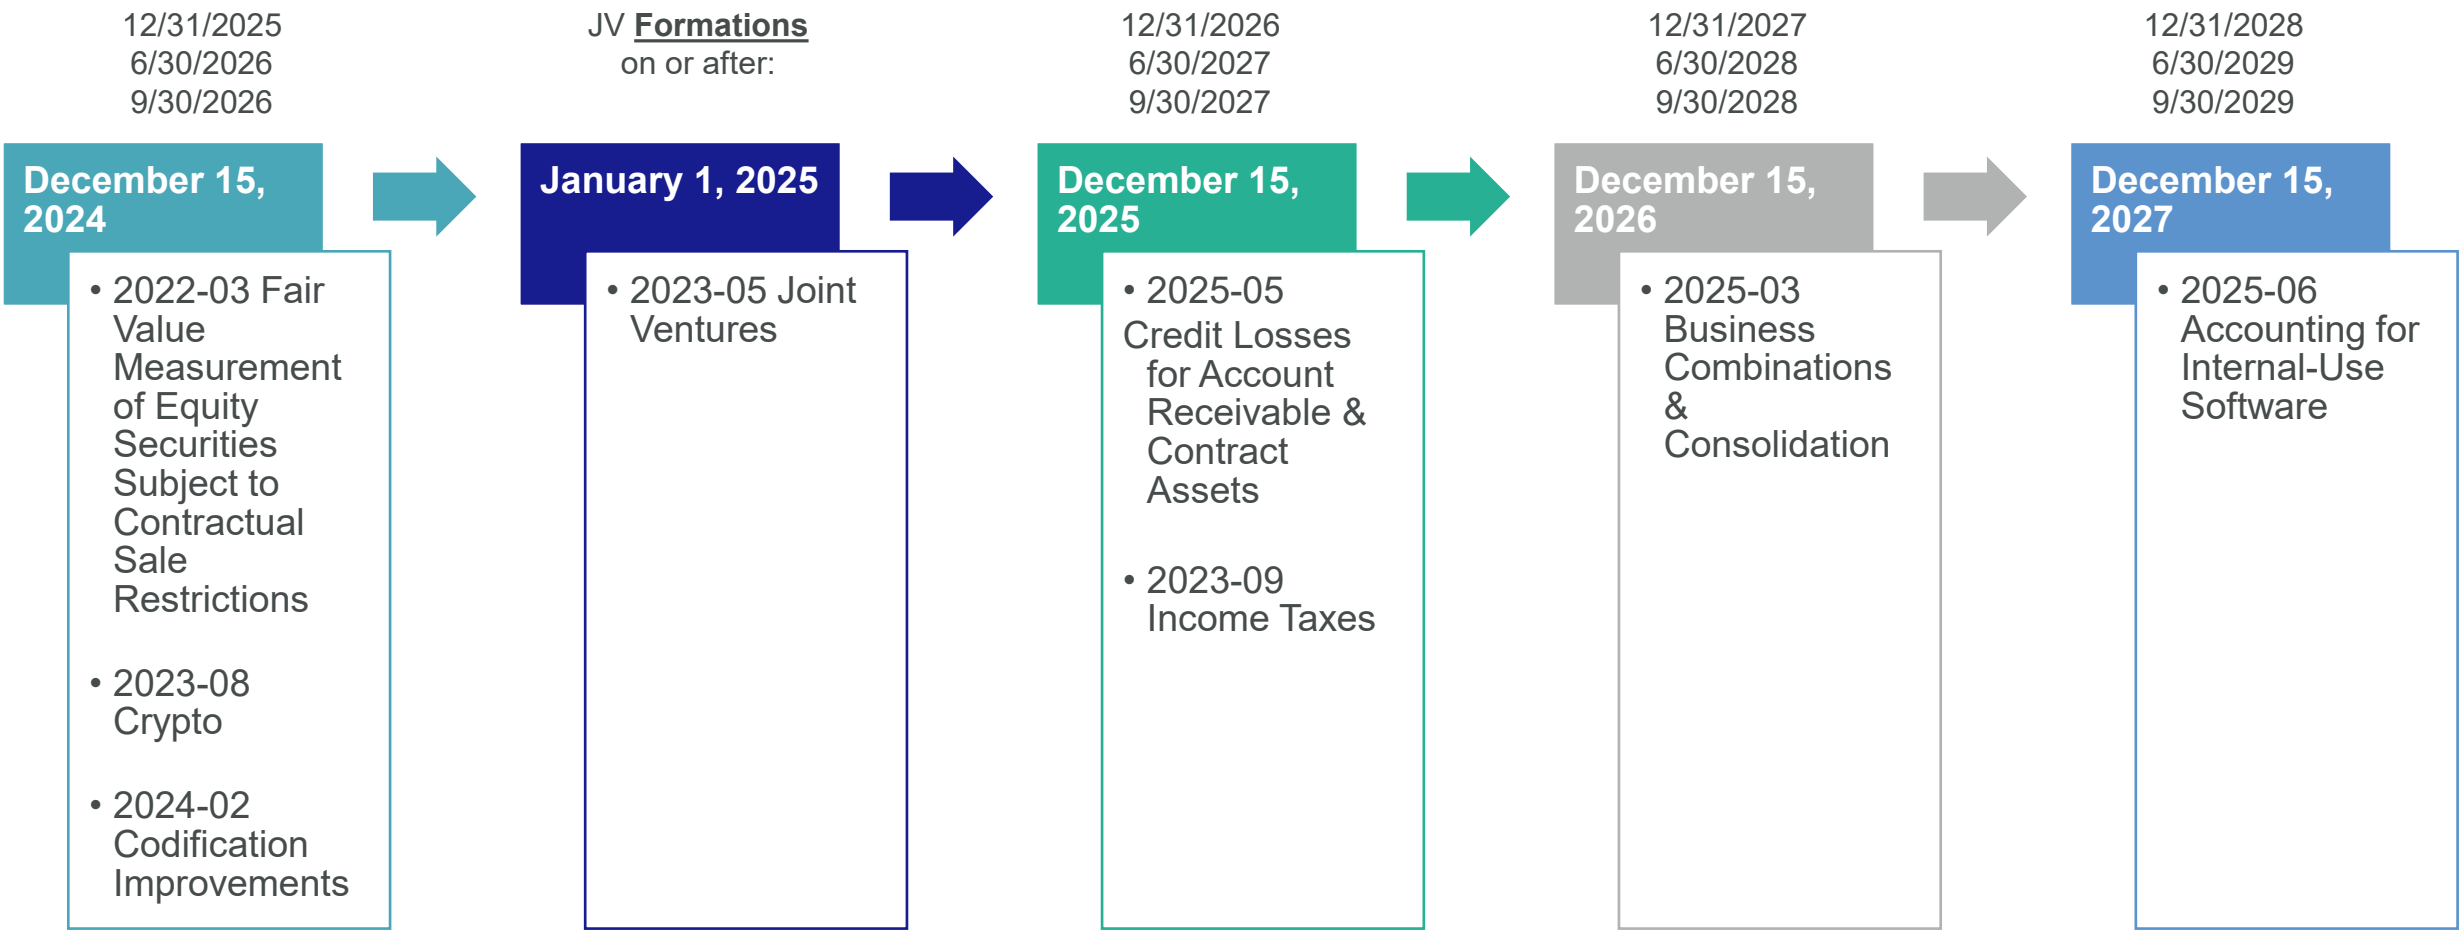 12/31/2025
6/30/2026
9/30/2026
December 15,
2024
• 2022-03 Fair
Value
Measurement
of Equity
Securities
Subject to
Contractual
Sale
Restrictions
• 2023-08
Crypto
• 2024-02
Codification
Improvements
JV Formations
on or after:
January 1, 2025
• 2023-05 Joint
Ventures
12/31/2026
6/30/2027
9/30/2027
December 15,
2025
• 2025-05
Credit Losses
for Account
Receivable &
Contract
Assets
• 2023-09
Income Taxes
12/31/2027
6/30/2028
9/30/2028
December 15,
2026
• 2025-03
Business
Combinations
&
Consolidation
12/31/2028
6/30/2029
9/30/2029
December 15,
2027
• 2025-06
Accounting for
Internal-Use
Software